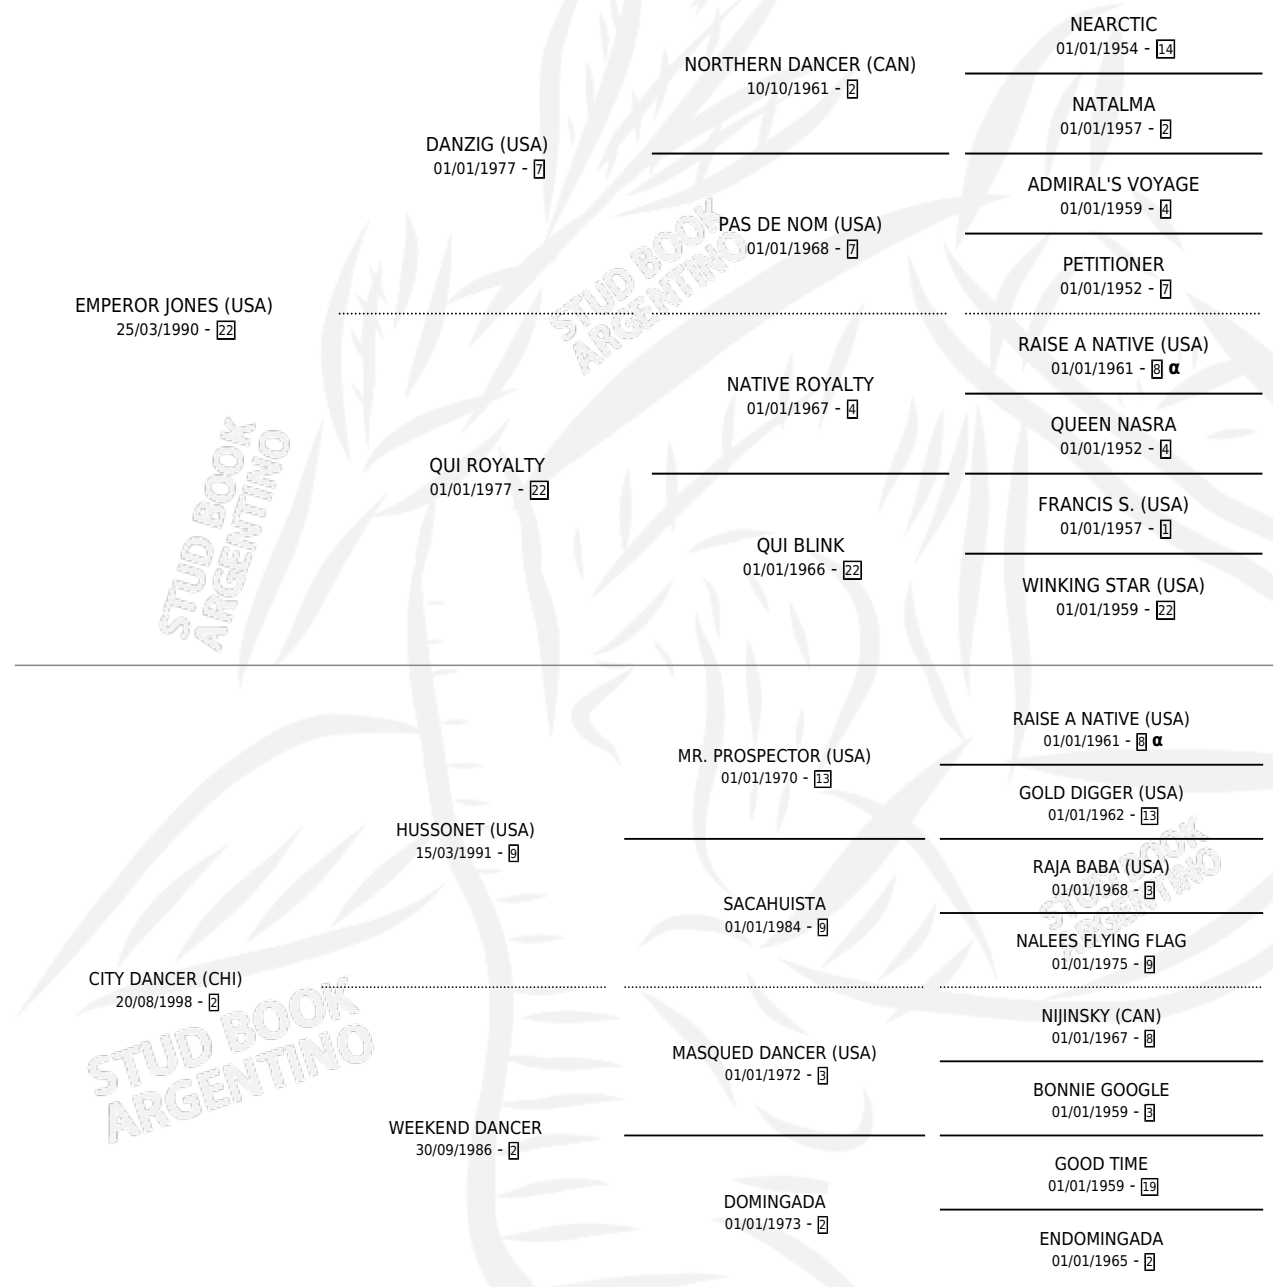 NEARCTIC
01/01/1954 - 14
NORTHERN DANCER (CAN)
10/10/1961 - 2
NATALMA
01/01/1957 - 2
DANZIG (USA)
01/01/1977 - 7
ADMIRAL'S VOYAGE
01/01/1959 - 4
PAS DE NOM (USA)
01/01/1968 - 7
PETITIONER
01/01/1952 - 7
EMPEROR JONES (USA)
25/03/1990 - 22
RAISE A NATIVE (USA)
01/01/1961 - 8 α
NATIVE ROYALTY
01/01/1967 - 4
QUEEN NASRA
01/01/1952 - 4
QUI ROYALTY
01/01/1977 - 22
FRANCIS S. (USA)
01/01/1957 - 1
QUI BLINK
01/01/1966 - 22
WINKING STAR (USA)
01/01/1959 - 22
STUD BOOK
ARGENTINO
STUD BOOK
ARGENTINO
RAISE A NATIVE (USA)
01/01/1961 - 8 α
MR. PROSPECTOR (USA)
01/01/1970 - 13
GOLD DIGGER (USA)
01/01/1962 - 13
HUSSONET (USA)
15/03/1991 - 9
RAJA BABA (USA)
01/01/1968 - 3
SACAHUISTA
01/01/1984 - 9
NALEES FLYING FLAG
01/01/1975 - 9
CITY DANCER (CHI)
20/08/1998 - 2
NIJINSKY (CAN)
01/01/1967 - 8
MASQUED DANCER (USA)
01/01/1972 - 3
BONNIE GOOGLE
01/01/1959 - 3
WEEKEND DANCER
30/09/1986 - 2
GOOD TIME
01/01/1959 - 19
DOMINGADA
01/01/1973 - 2
ENDOMINGADA
01/01/1965 - 2
STUD BOOK
ARGENTINO
STUD BOOK
ARGENTINO